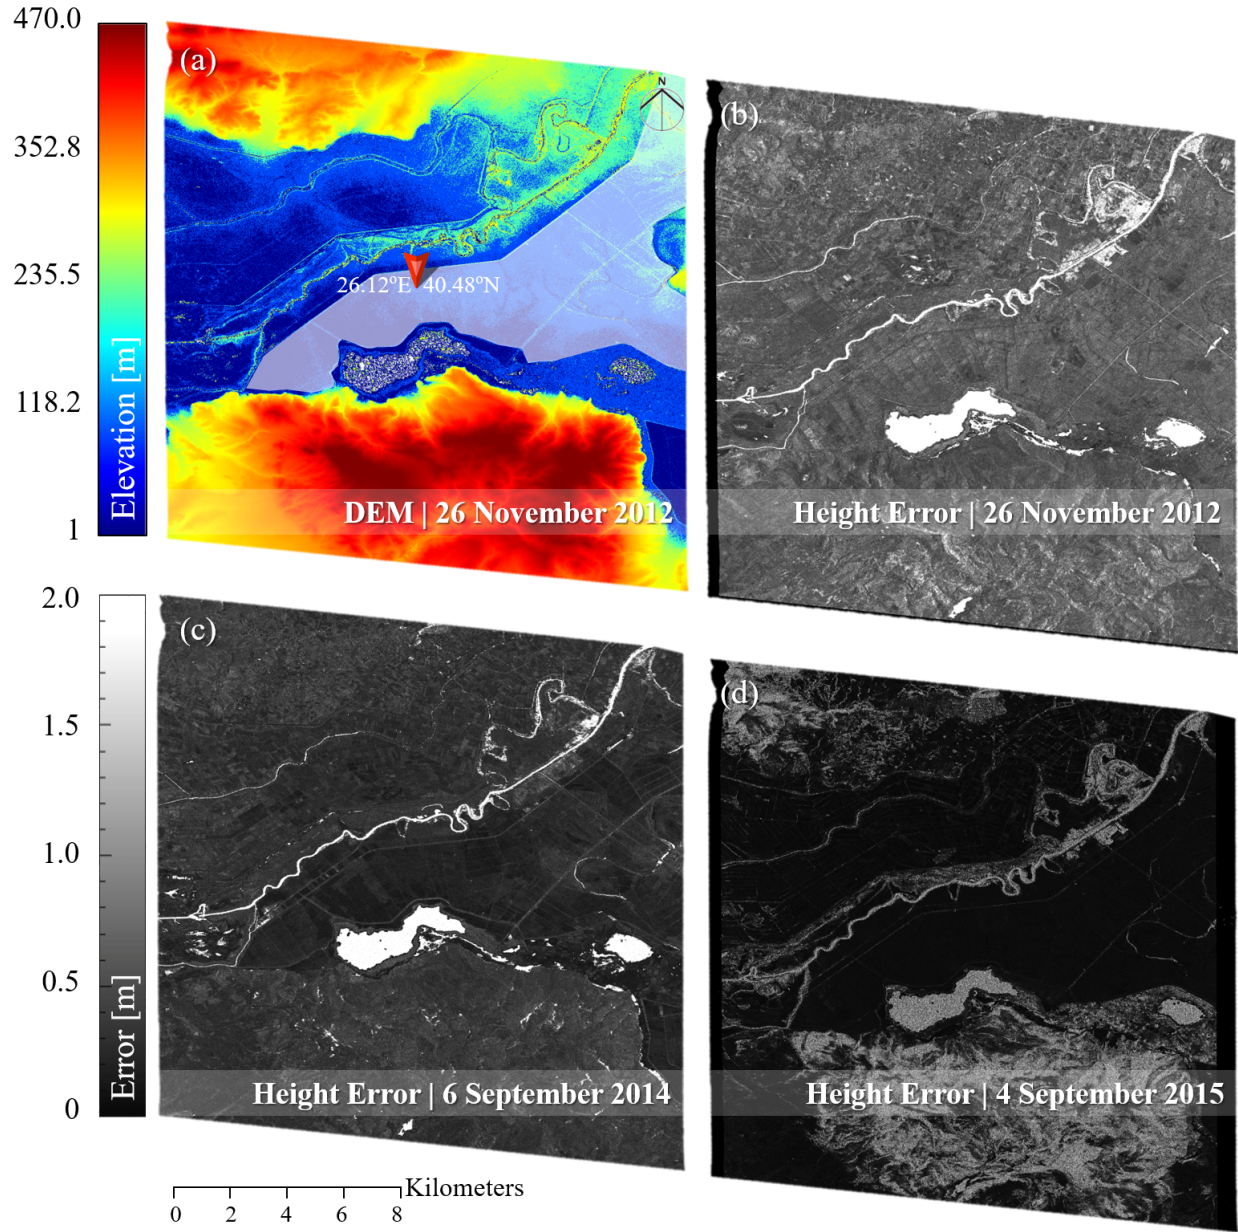 470.0
352.8
235.5
118.2
1
Elevation [m]
(a)
N
26.12°E 40.48°N
DEM | 26 November 2012
(b)
Height Error | 26 November 2012
2.0
1.5
1.0
0.5
0
Error [m]
(c)
Height Error | 6 September 2014
(d)
Height Error | 4 September 2015
Kilometers
0 2 4 6 8